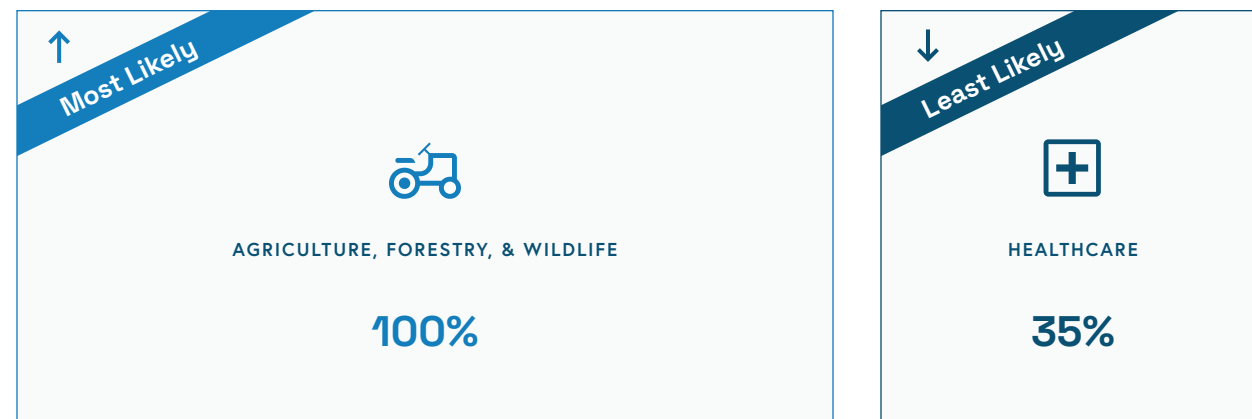 Most Likely
AGRICULTURE, FORESTRY, & WILDLIFE
100%
Least Likely
HEALTHCARE
35%